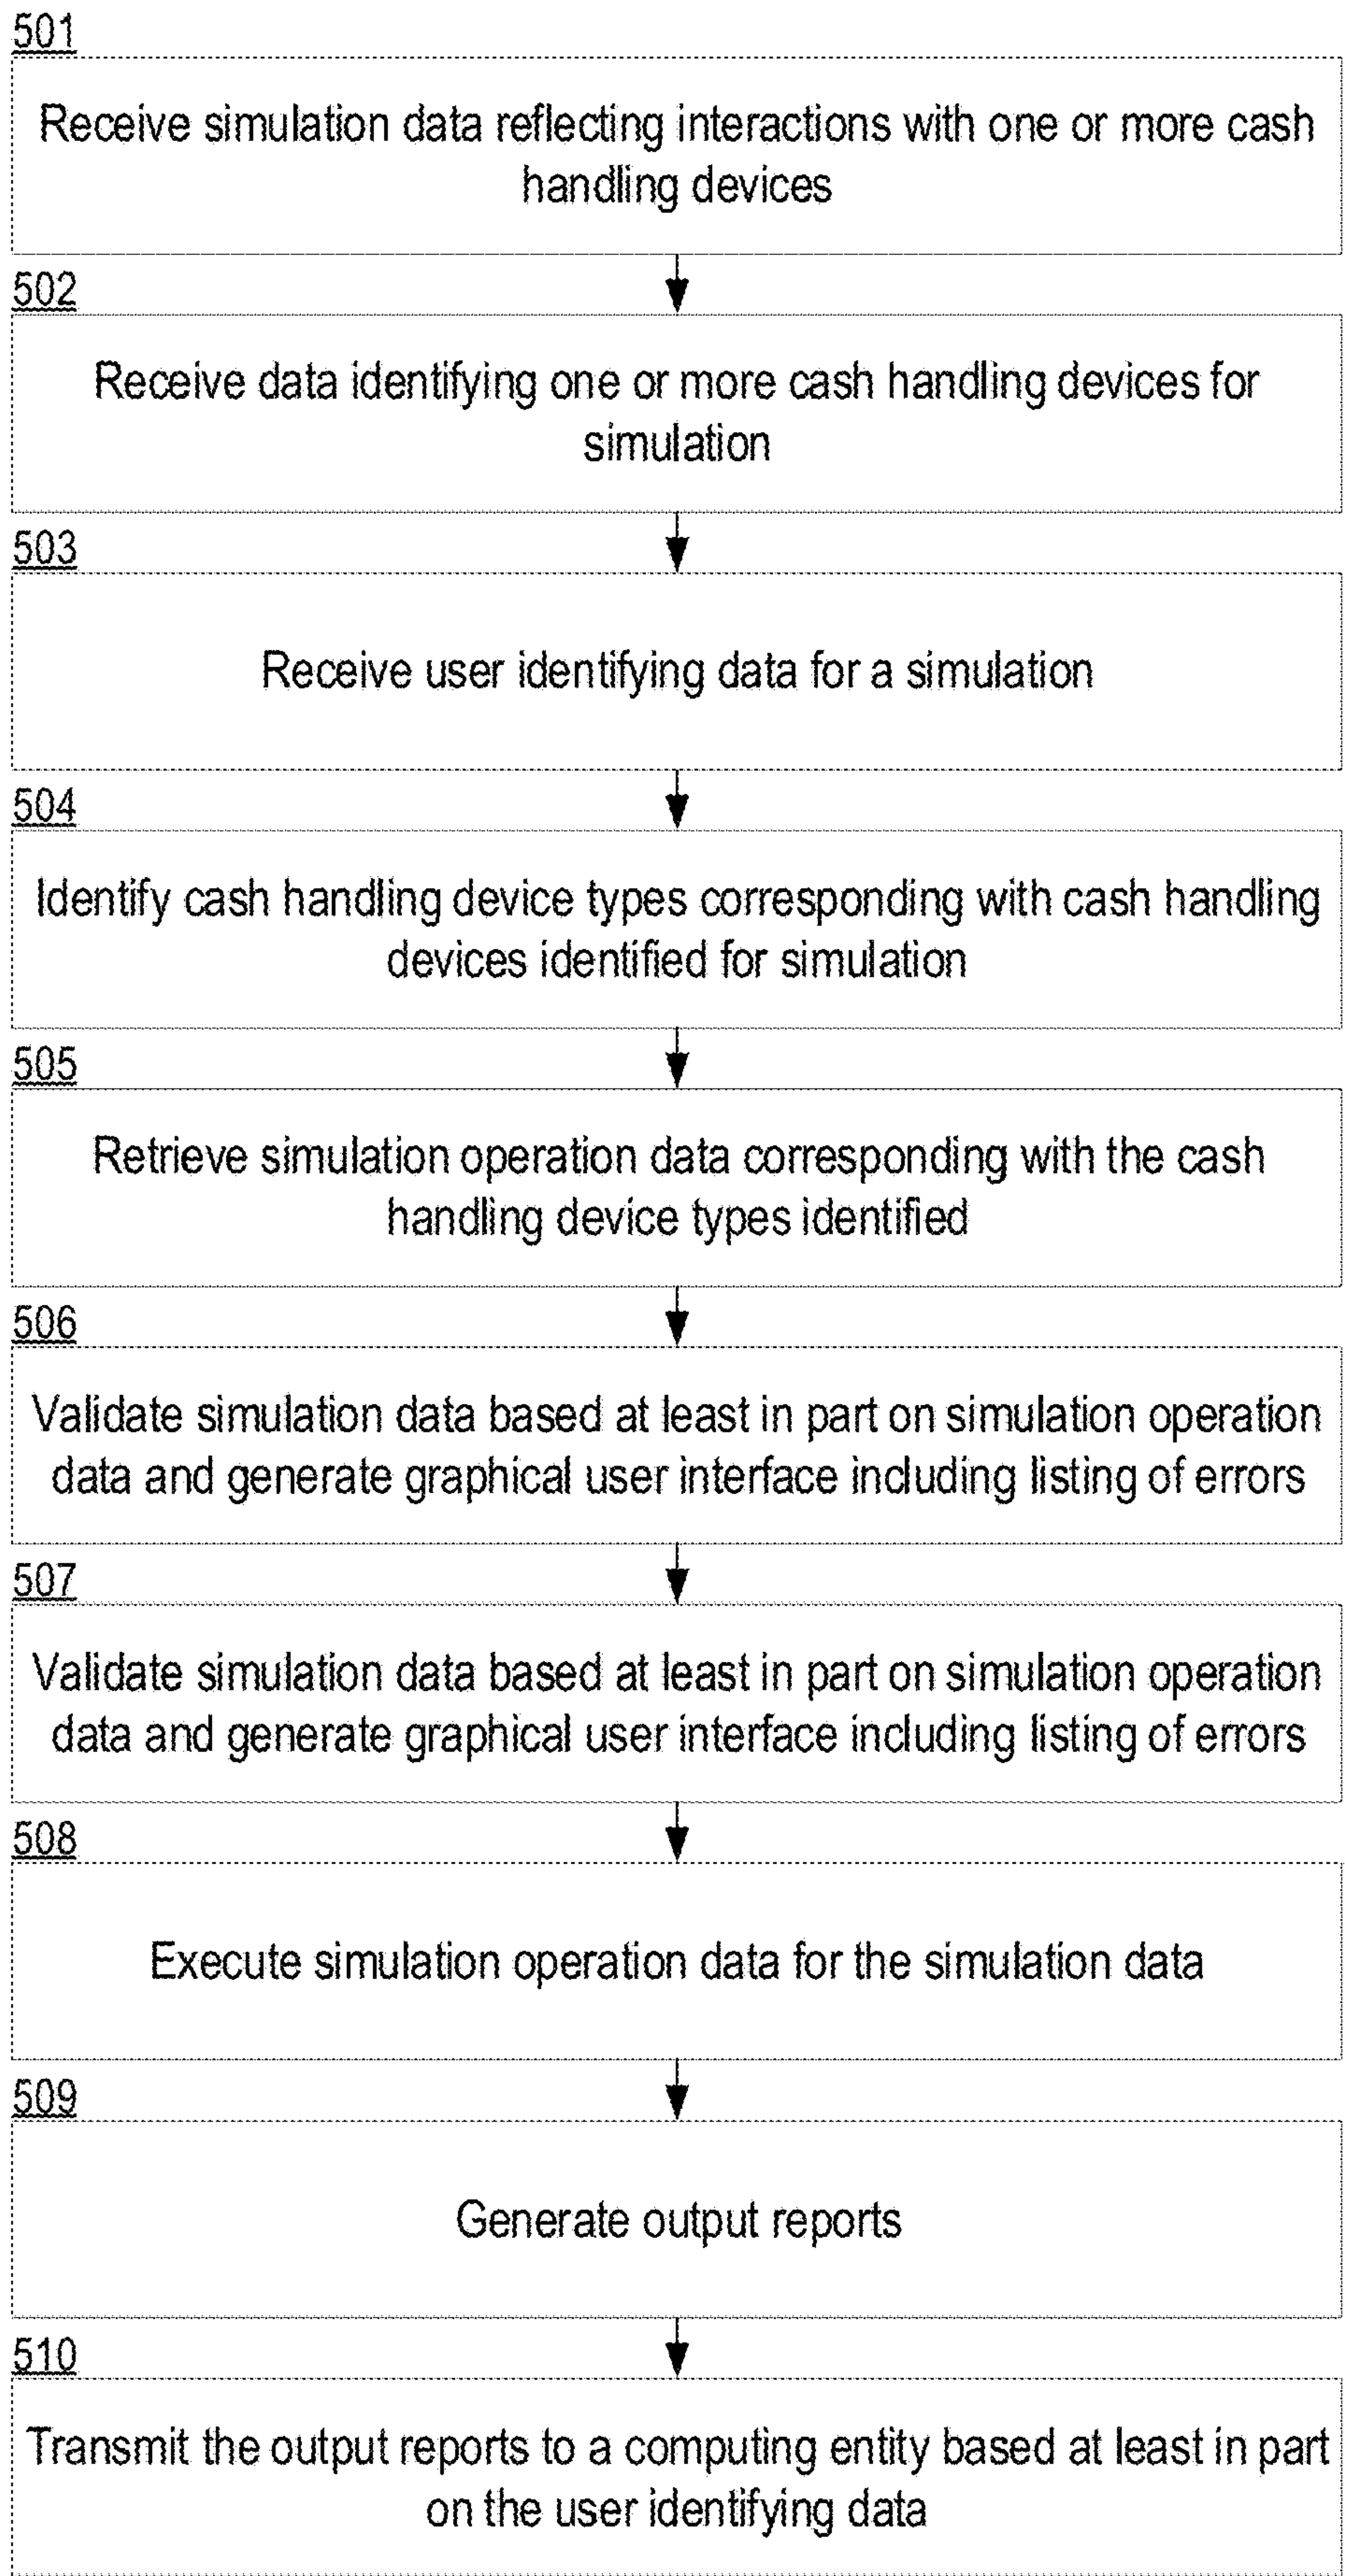 501
Receive simulation data reflecting interactions with one or more cash
handling devices
502
Receive data identifying one or more cash handling devices for
simulation
503
Receive user identifying data for a simulation
504
Identify cash handling device types corresponding with cash handling
devices identified for simulation
505
Retrieve simulation operation data corresponding with the cash
handling device types identified
506
Validate simulation data based at least in part on simulation operation
data and generate graphical user interface including listing of errors
507
Validate simulation data based at least in part on simulation operation
data and generate graphical user interface including listing of errors
508
Execute simulation operation data for the simulation data
509
Generate output reports
510
Transmit the output reports to a computing entity based at least in part
on the user identifying data